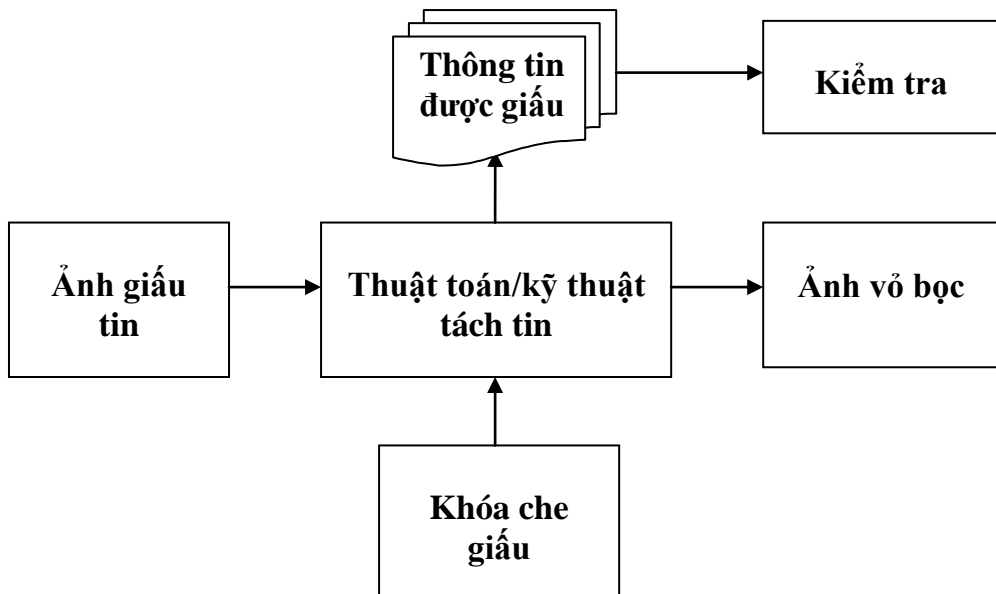 Thông tin
được giấu
Kiểm tra
Ảnh giấu
tin
Thuật toán/kỹ thuật
tách tin
Ảnh vỏ bọc
Khóa che
giấu